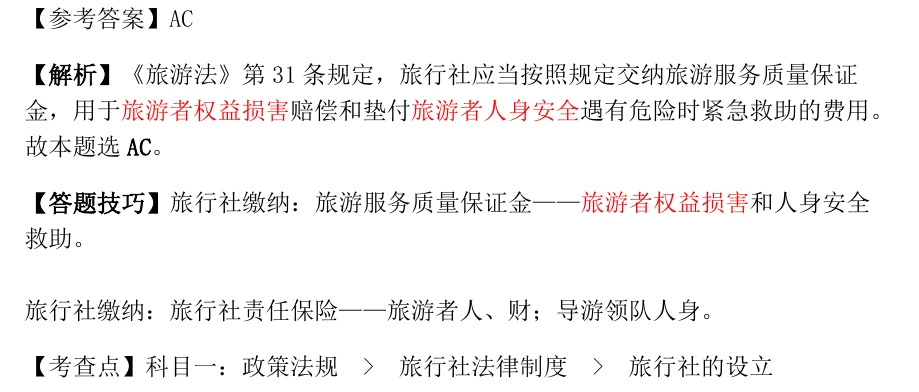 【参考答案】AC
【解析】《旅游法》第 31 条规定，旅行社应当按照规定交纳旅游服务质量保证
金，用于旅游者权益损害赔偿和垫付旅游者人身安全遇有危险时紧急救助的费用。
故本题选 AC。
【答题技巧】旅行社缴纳：旅游服务质量保证金——旅游者权益损害和人身安全
救助。
旅行社缴纳：旅行社责任保险——旅游者人、财；导游领队人身。
【考查点】科目一：政策法规 > 旅行社法律制度 > 旅行社的设立